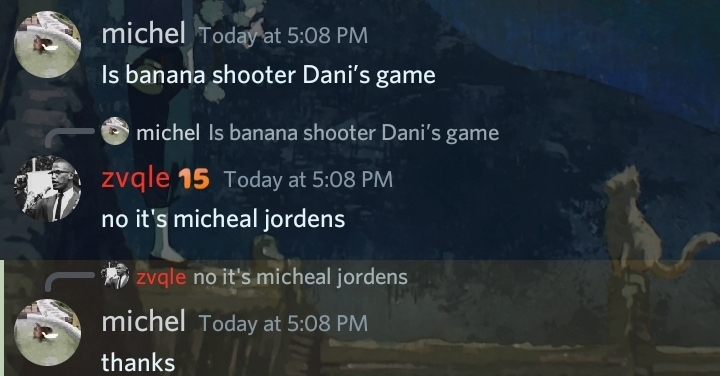 michel Today at 5:08 PM
Is banana shooter Dani's game
michel Is banana shooter Dani's game
zvqle 15 Today at 5:08 PM
no it's micheal jordens
zvqle no it's micheal jordens
michel Today at 5:08 PM
thanks